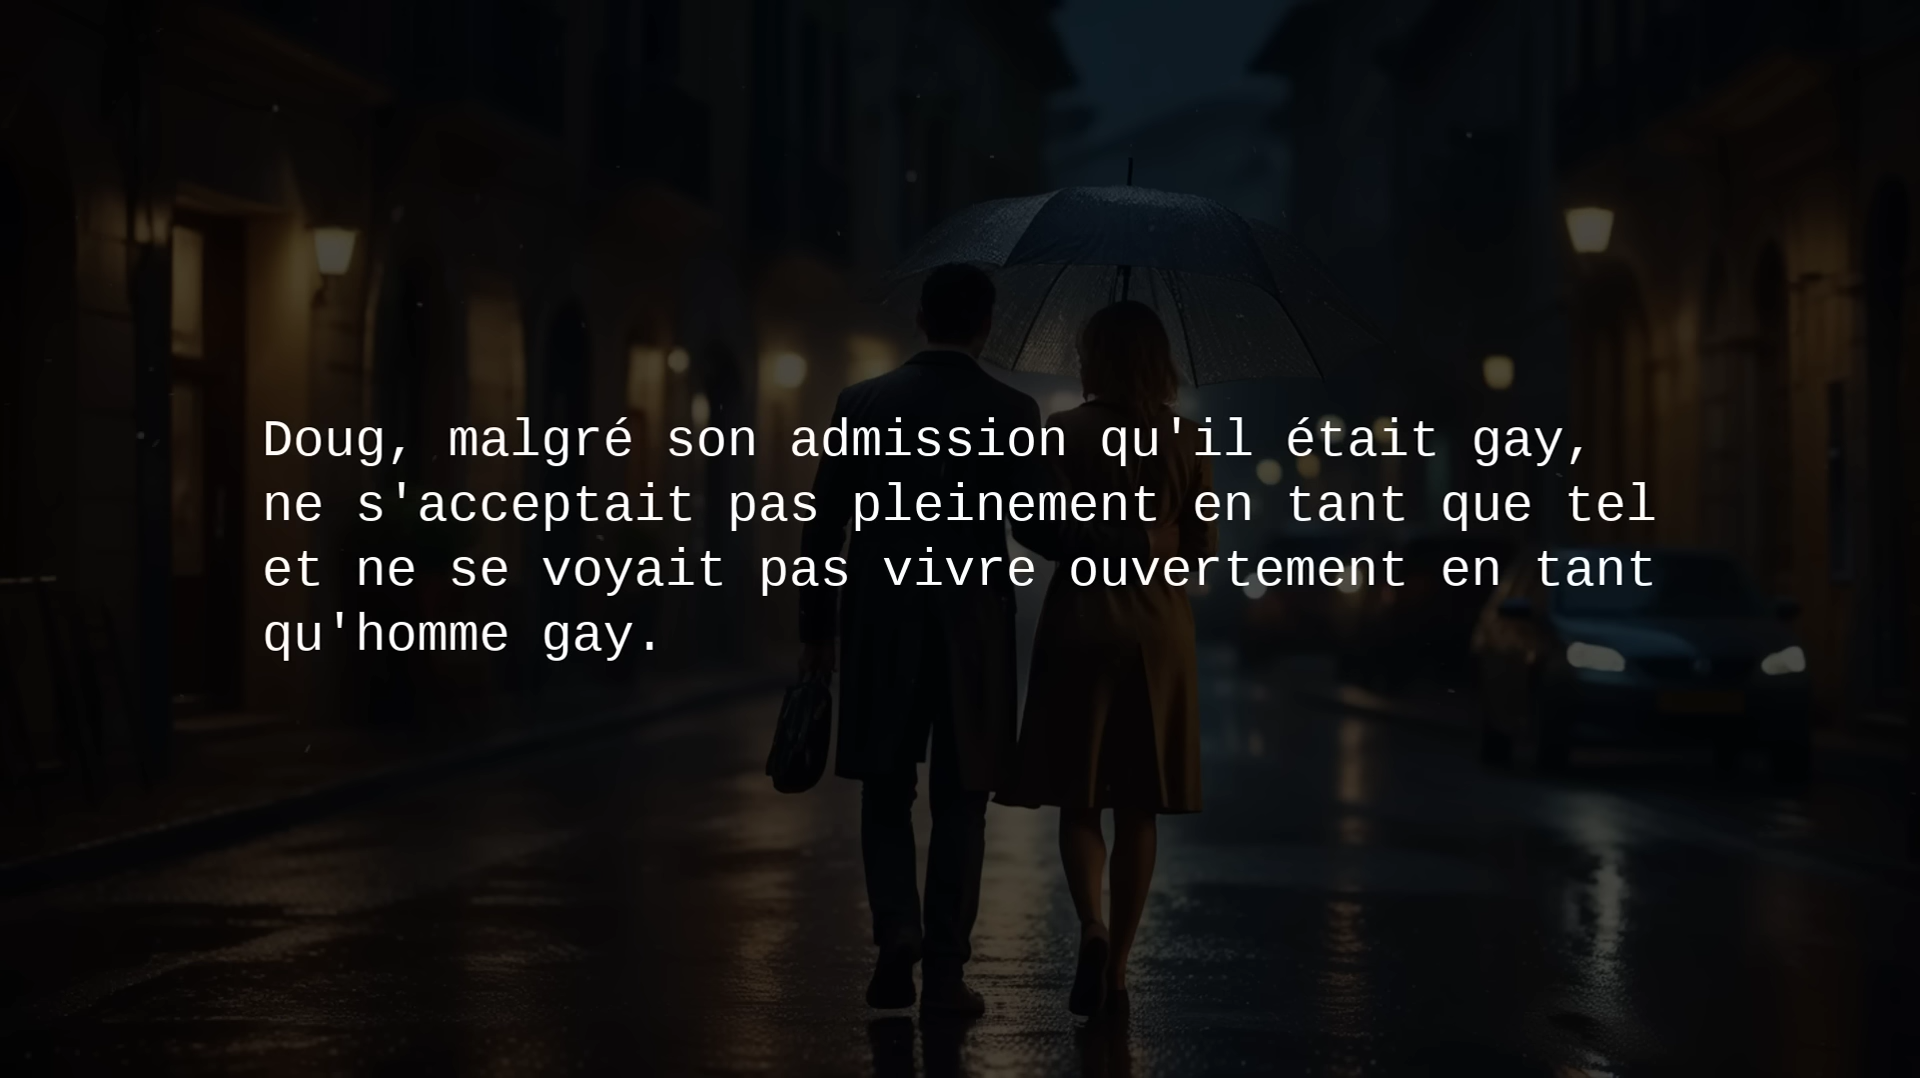 Doug, malgré son admission qu'il était gay,
ne s'acceptait pas pleinement en tant que tel
et ne se voyait pas vivre ouvertement en tant
qu'homme gay.